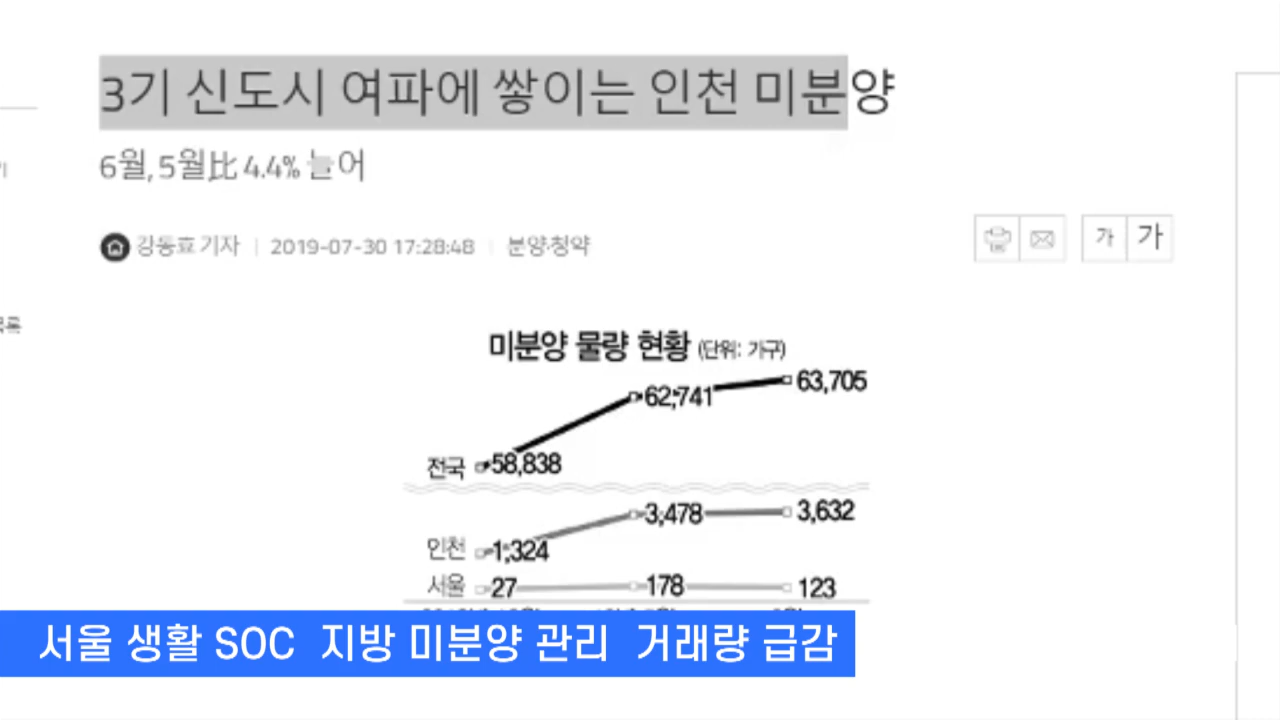 3기 신도시 여파에 쌓이는 인천 미분양
6월, 5월比 4.4% 늘어
강동효 기자 | 2019-07-30 17:28:48 | 분양·청약
가 가
미분양 물량 현황 (단위: 가구)
전국 58,838 62,741 63,705
인천 1,324 3,478 3,632
서울 27 178 123
서울 생활 SOC 지방 미분양 관리 거래량 급감